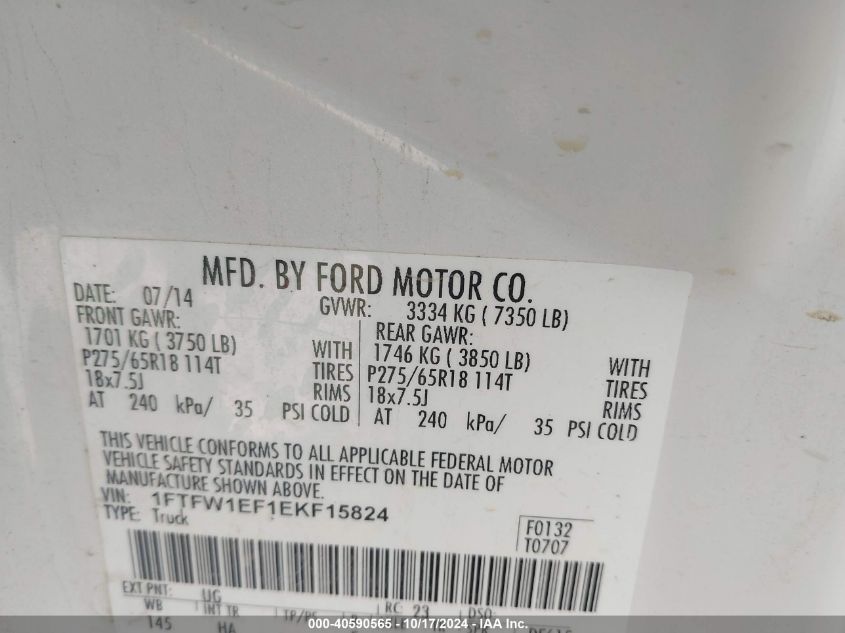 MFD. BY FORD MOTOR CO.
DATE: 07/14 GVWR: 3334 KG ( 7350 LB)
FRONT GAWR:
1701 KG ( 3750 LB) WITH
P275/65R18 114T TIRES
18x7.5J RIMS
AT 240 kPa/ 35 PSI COLD
REAR GAWR:
1746 KG ( 3850 LB) WITH
P275/65R18 114T TIRES
18x7.5J RIMS
AT 240 kPa/ 35 PSI COLD
THIS VEHICLE CONFORMS TO ALL APPLICABLE FEDERAL MOTOR
VEHICLE SAFETY STANDARDS IN EFFECT ON THE DATE OF
MANUFACTURE SHOWN ABOVE.
VIN: 1FTFW1EF1EKF15824
TYPE: Truck
F0132
T0707
EXT PNT: UG RC: 23 DSO:
WB INT TR TP/PS
145 HA
000-40590565 - 10/17/2024 - IAA Inc.